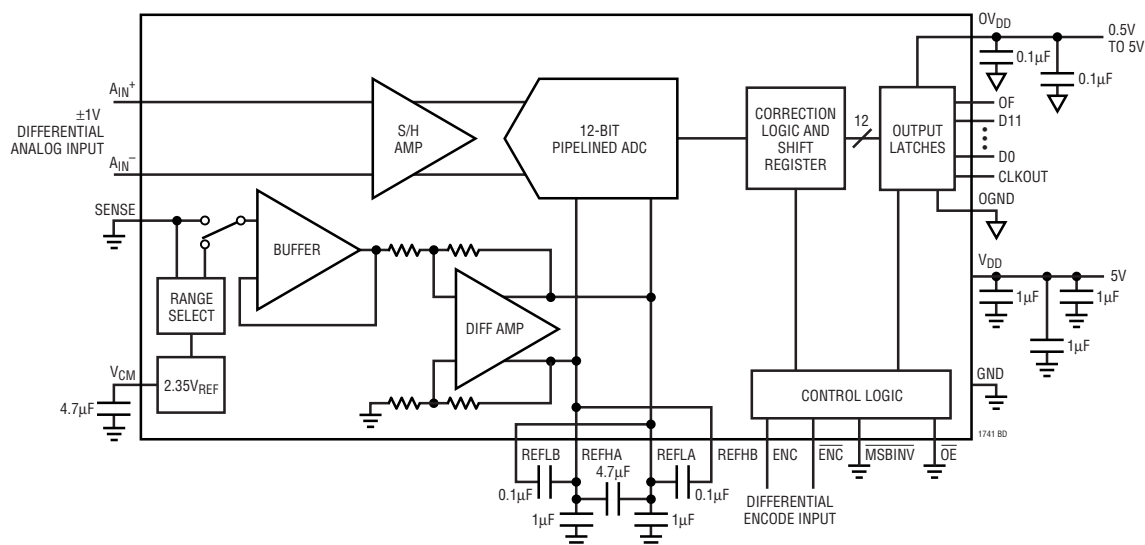 OVDD
0.5V
TO 5V
0.1µF
0.1µF
AIN+
±1V
DIFFERENTIAL
ANALOG INPUT
AIN–
S/H
AMP
12-BIT
PIPELINED ADC
CORRECTION
LOGIC AND
SHIFT
REGISTER
12
OUTPUT
LATCHES
OF
D11
D0
CLKOUT
OGND
SENSE
BUFFER
RANGE
SELECT
DIFF AMP
VDD
5V
1µF
1µF
1µF
VCM
2.35VREF
4.7µF
GND
CONTROL LOGIC
1741 BD
REFLB
REFHA
REFLA
REFHB
ENC
E̅N̅C̅
M̅S̅B̅I̅N̅V̅
O̅E̅
4.7µF
0.1µF
0.1µF
1µF
1µF
DIFFERENTIAL
ENCODE INPUT